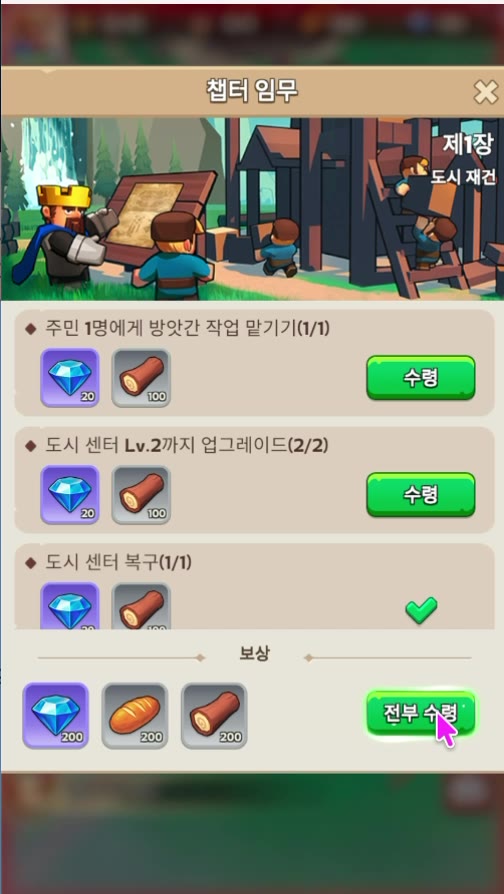 챕터 임무
제1장
도시 재건
주민 1명에게 방앗간 작업 맡기기(1/1)
20
100
수령
도시 센터 Lv.2까지 업그레이드(2/2)
20
100
수령
도시 센터 복구(1/1)
20
100
보상
200
200
200
전부 수령